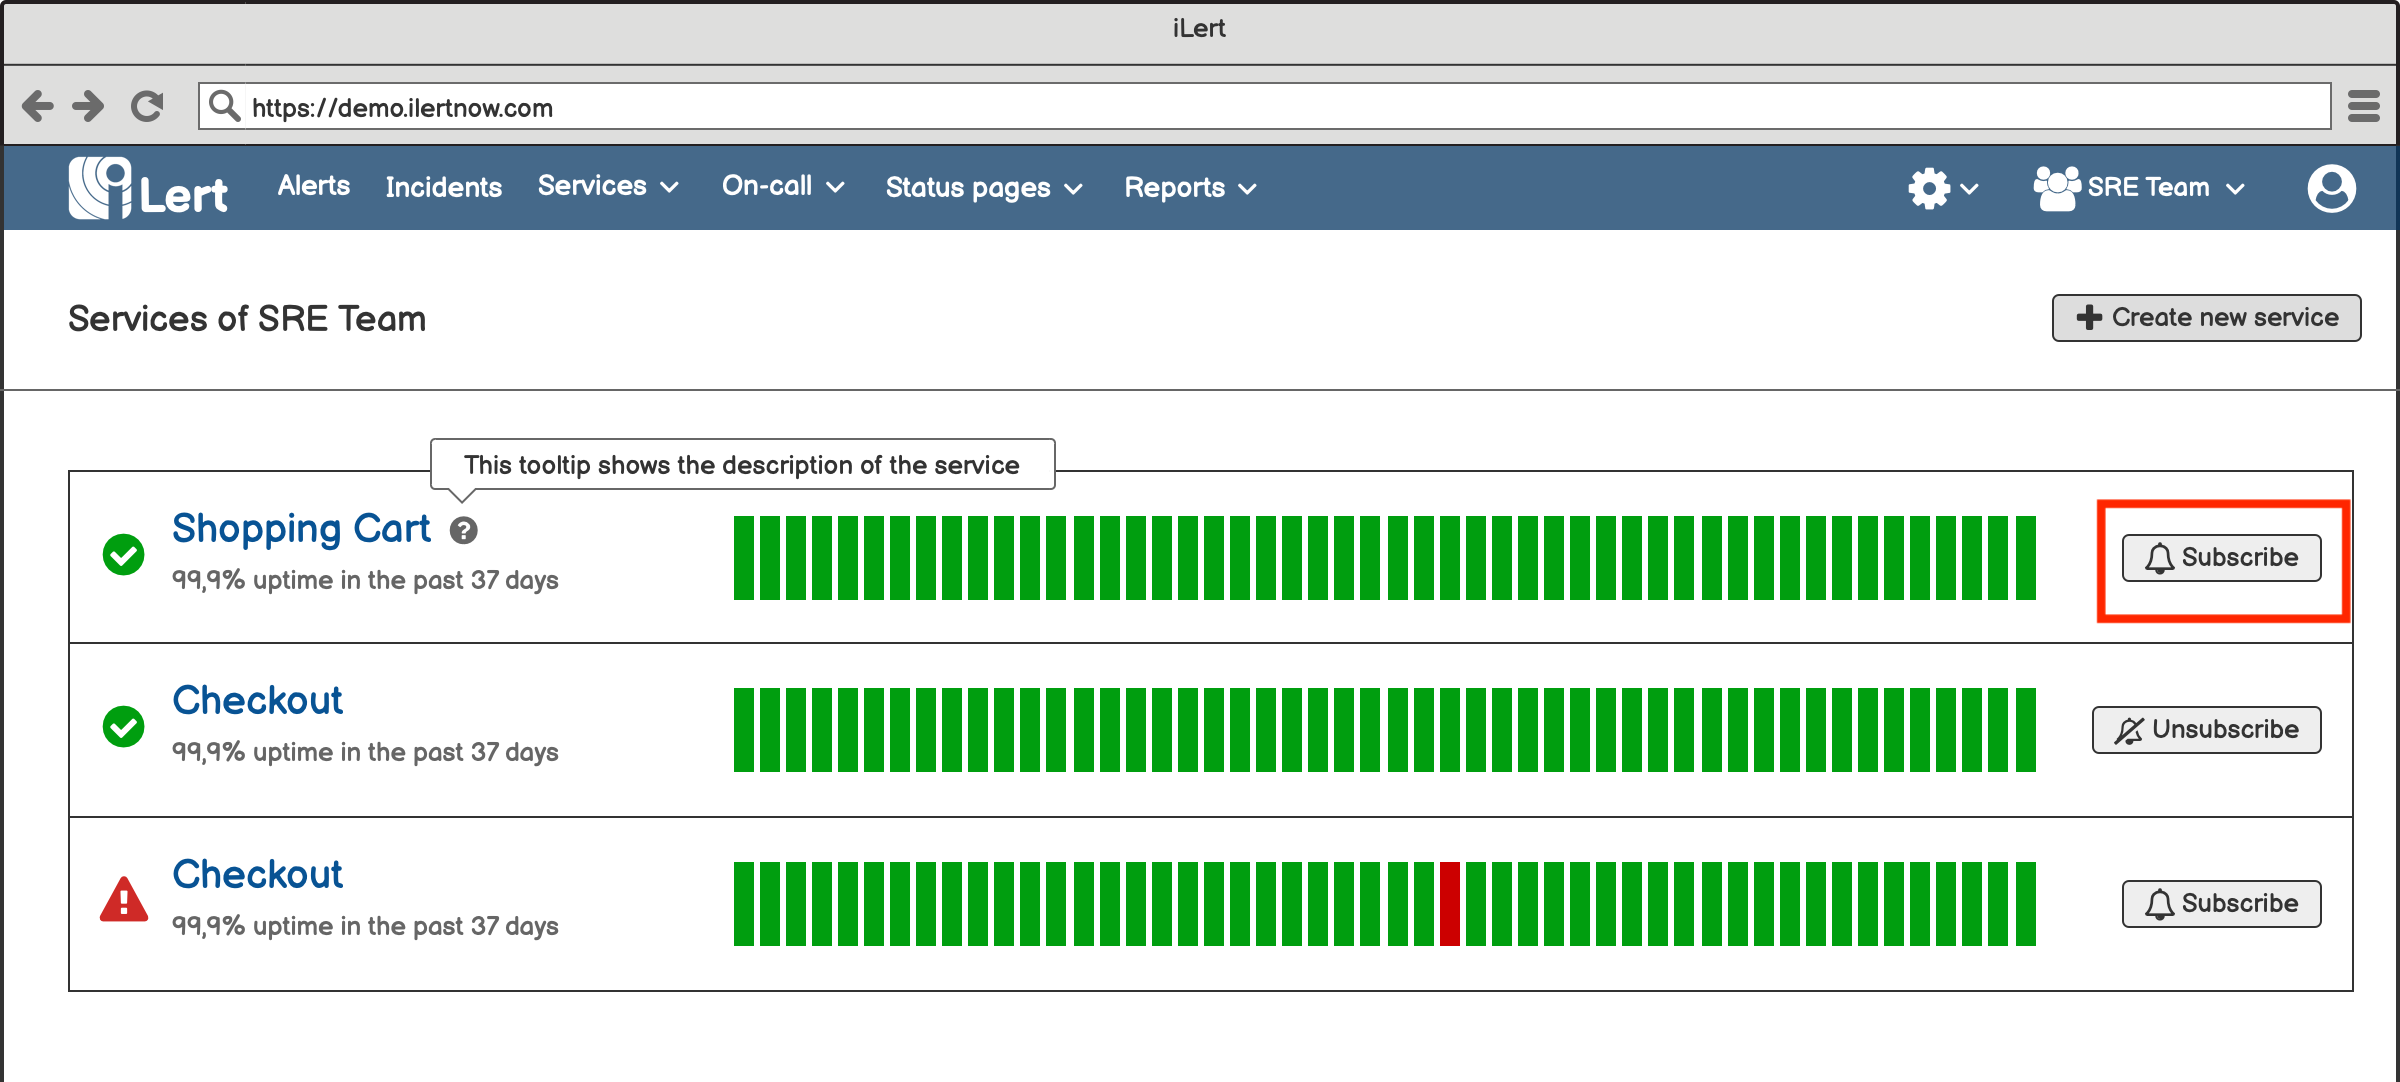 iLert
https://demo.ilertnow.com
iLert Alerts Incidents Services On-call Status pages Reports SRE Team
Services of SRE Team
Create new service
This tooltip shows the description of the service
Shopping Cart
99,9% uptime in the past 37 days
Subscribe
Checkout
99,9% uptime in the past 37 days
Unsubscribe
Checkout
99,9% uptime in the past 37 days
Subscribe